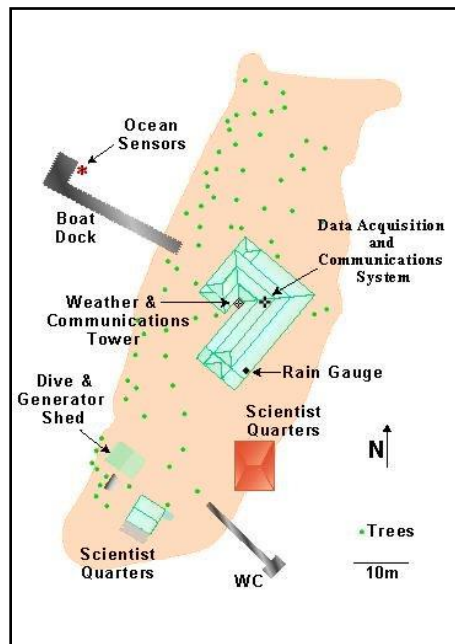 Ocean
Sensors
*
Boat
Dock
Data Acquisition
and
Communications
System
Weather &
Communications
Tower
Rain Gauge
Dive &
Generator
Shed
Scientist
Quarters
N
Trees
Scientist
Quarters
WC
10m